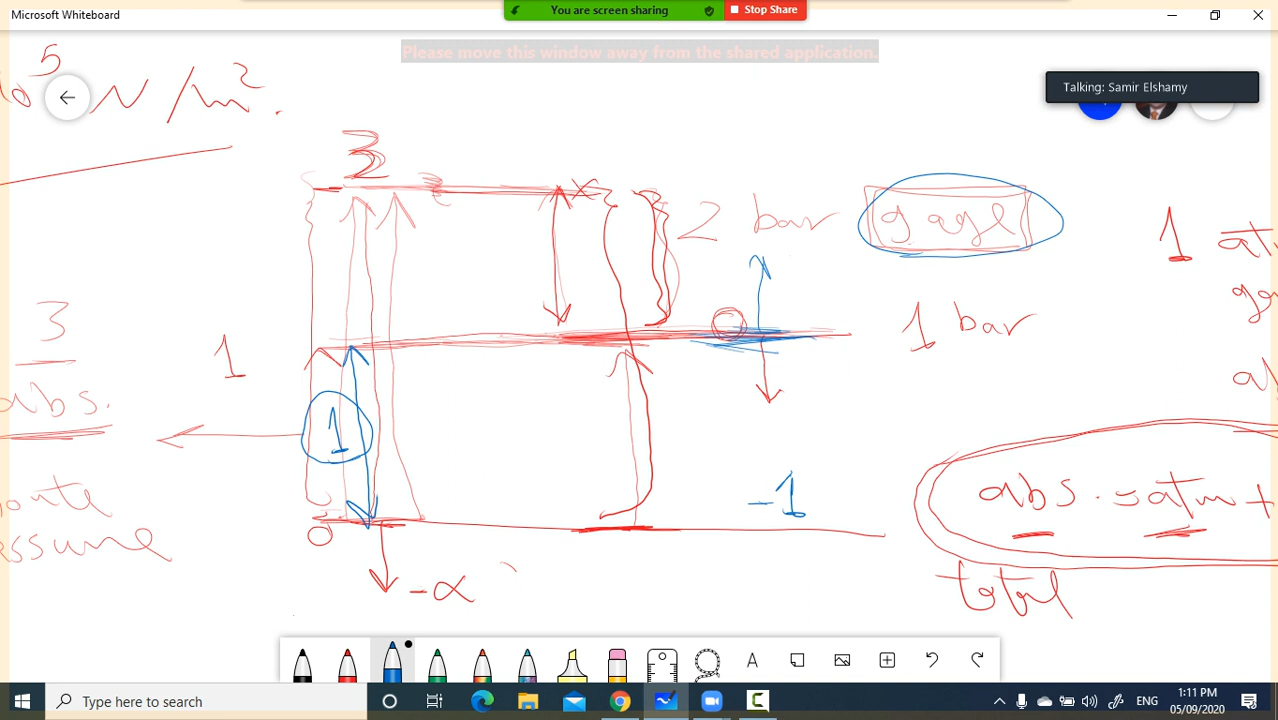 Microsoft Whiteboard
You are screen sharing
Stop Share
Please move this window away from the shared application.
Talking: Samir Elshamy
5
N/m².
3
2 bar
gage
1
3
1
0
1 bar
abs.
1
-1
abs. = atm +
total
0
-α
Type here to search
ENG
1:11 PM
05/09/2020